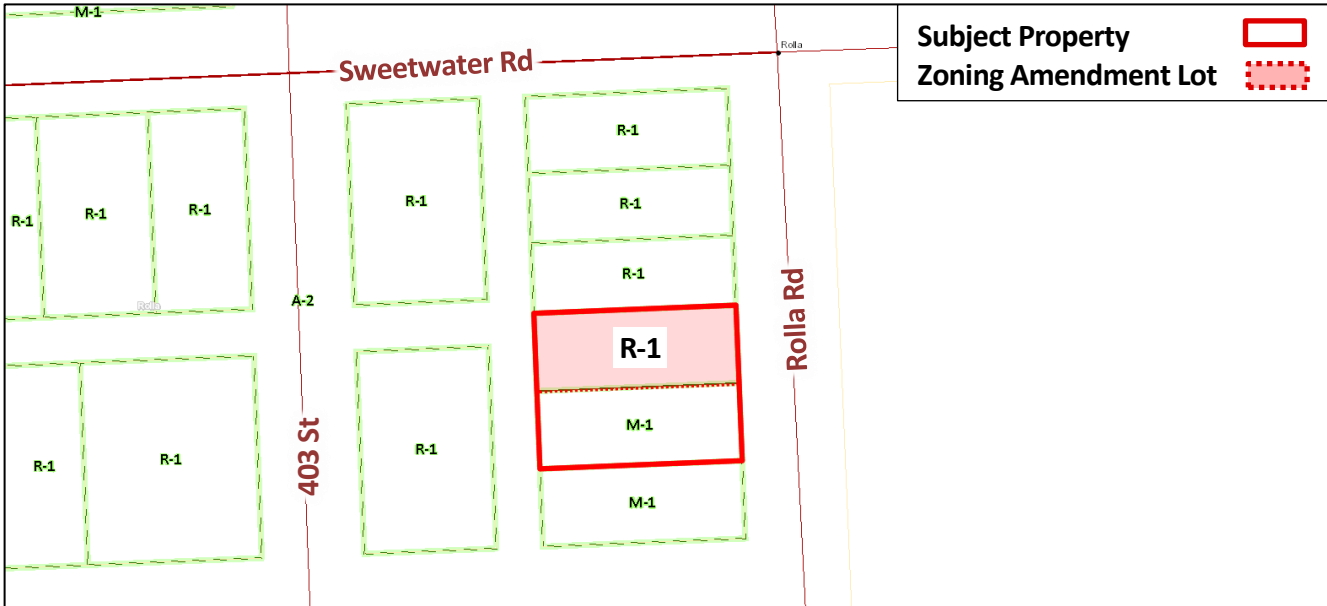 M-1
Rolla
Subject Property
Zoning Amendment Lot
Sweetwater Rd
R-1
R-1
R-1
R-1
R-1
R-1
R-1
R-1
A-2
Rolla
R-1
M-1
Rolla Rd
403 St
R-1
R-1
R-1
M-1